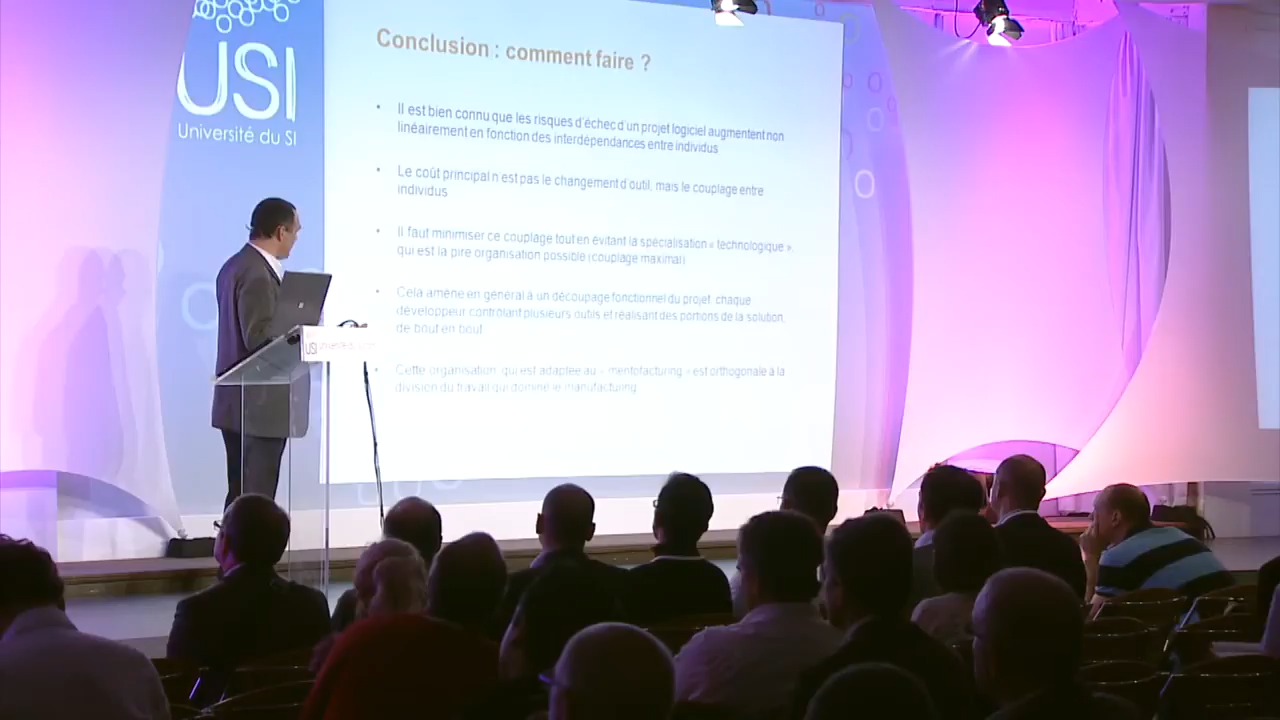 USI
Université du SI
Conclusion : comment faire ?
• Il est bien connu que les risques d'échec d'un projet logiciel augmentent non
linéairement en fonction des interdépendances entre individus
• Le coût principal n est pas le changement d outil, mais le couplage entre
individus
• Il faut minimiser ce couplage tout en évitant la spécialisation « technologique »,
qui est la pire organisation possible (couplage maximal)
• Cela amène en général à un découpage fonctionnel du projet, chaque
développeur contrôlant plusieurs outils et réalisant des portions de la solution,
de bout en bout
• Cette organisation, qui est adaptée au « mentofacturing » est orthogonale à la
division du travail qui domine le manufacturing
USI